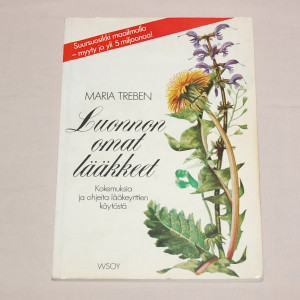 Suursuosikki maailmalla
– myyty jo yli 5 miljoonaa!
MARIA TREBEN
Luonnon
omat
lääkkeet
Kokemuksia
ja ohjeita lääkeyrttien
käytöstä
WSOY